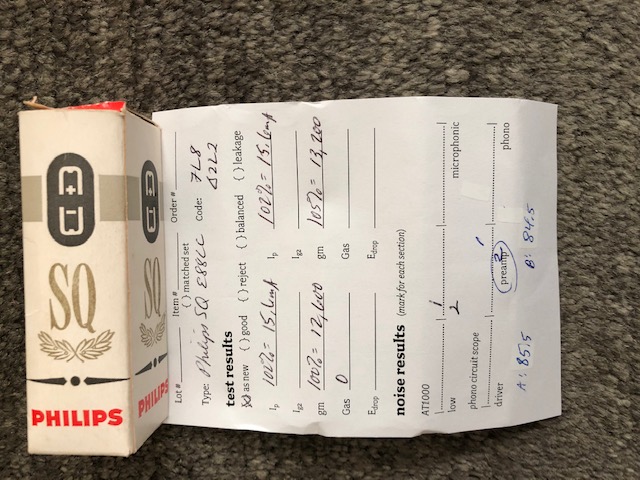 SQ
PHILIPS
SQ
PHILIPS
Lot # Item # Order #
( ) matched set
Type: Philips SQ E88CC Code: 7L8
Δ2L2
test results
(x) as new ( ) good ( ) reject ( ) balanced ( ) leakage
Ip 102% = 15,6mA Ip 102% = 15,6mA
Ig2 Ig2
gm 100% = 12,600 gm 105% = 13,200
Gas 0 Gas
Edrop Edrop
noise results (mark for each section)
AT1000 1
low 2 microphonic
phono circuit scope 1
2
driver preamp phono
A: 85.5 B: 84.5